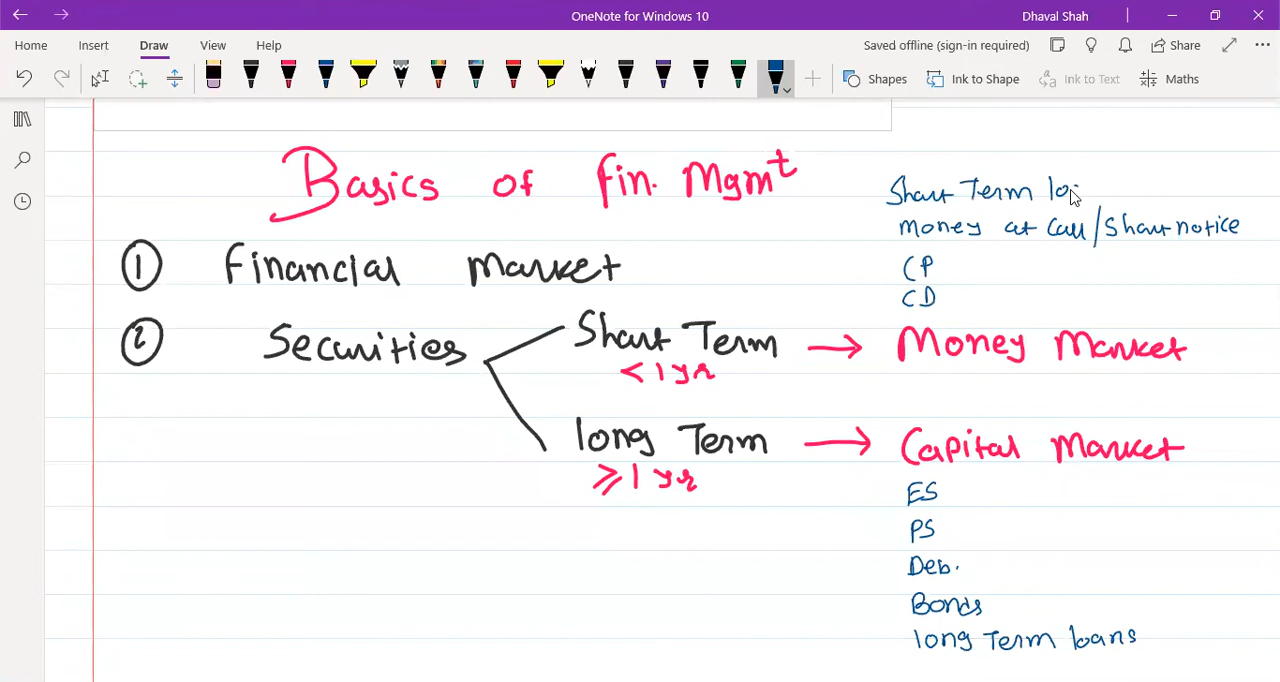 OneNote for Windows 10
Dhaval Shah
Home Insert Draw View Help
Saved offline (sign-in required) Share
Shapes Ink to Shape Ink to Text Maths
Basics of Fin. Mgmt
Short Term loa
money at Call/Short notice
① Financial Market
CP
CD
② Securities Short Term → Money Market
< 1 yr
long Term → Capital Market
≥ 1 yr
ES
PS
Deb.
Bonds
long Term loans